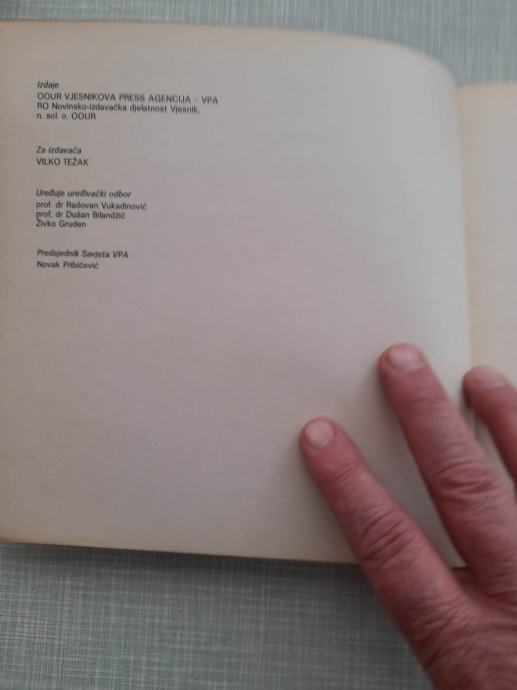 Izdaje
OOUR VJESNIKOVA PRESS AGENCIJA - VPA
RO Novinsko-izdavačka djelatnost Vjesnik,
n. sol. o. OOUR
Za izdavača
VILKO TEŽAK
Uređuje uređivački odbor
prof. dr Radovan Vukadinović
prof. dr Dušan Bilandžić
Živko Gruden
Predsjednik Savjeta VPA
Novak Pribičević